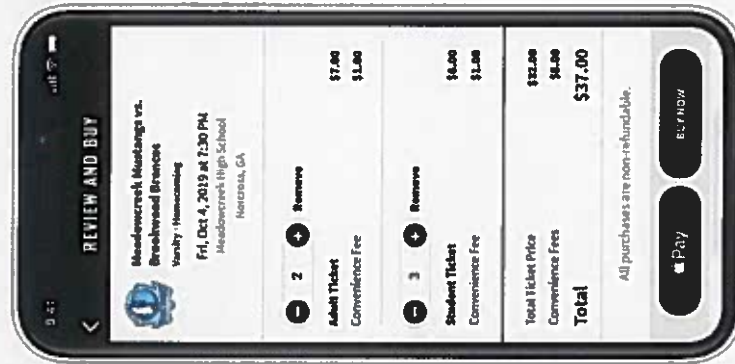 9:41
REVIEW AND BUY
Meadowcreek Mustangs vs.
Brookwood Broncos
Varsity - Homecoming
Fri, Oct 4, 2019 at 7:30 PM
Meadowcreek High School
Norcross, GA
2 Remove
Adult Ticket $7.00
Convenience Fee $1.00
3 Remove
Student Ticket $6.00
Convenience Fee $1.00
Total Ticket Price $32.00
Convenience Fees $5.00
Total $37.00
All purchases are non-refundable.
Pay
BUY NOW